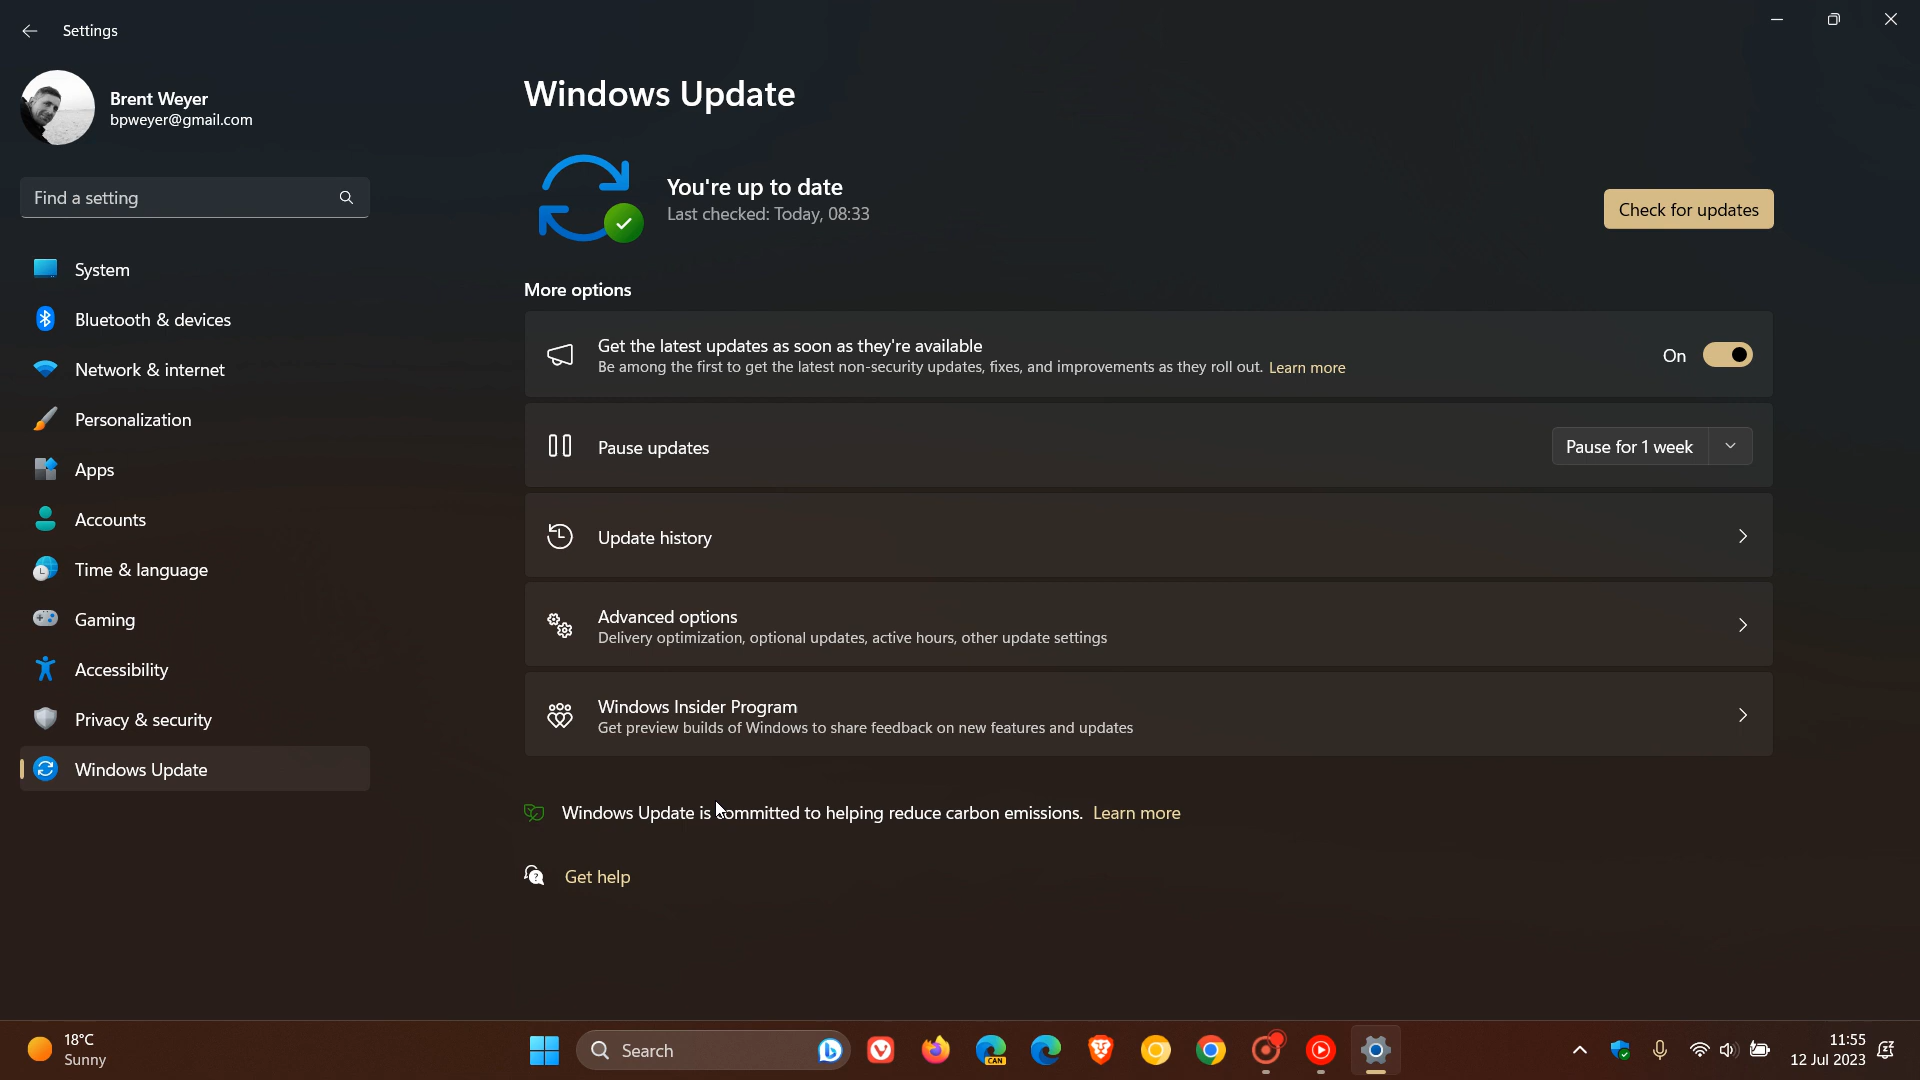 Settings
Brent Weyer
bpweyer@gmail.com
Find a setting
System
Bluetooth & devices
Network & internet
Personalization
Apps
Accounts
Time & language
Gaming
Accessibility
Privacy & security
Windows Update
Windows Update
You're up to date
Last checked: Today, 08:33
Check for updates
More options
Get the latest updates as soon as they're available
Be among the first to get the latest non-security updates, fixes, and improvements as they roll out. Learn more
On
Pause updates
Pause for 1 week
Update history
Advanced options
Delivery optimization, optional updates, active hours, other update settings
Windows Insider Program
Get preview builds of Windows to share feedback on new features and updates
Windows Update is committed to helping reduce carbon emissions. Learn more
Get help
18°C
Sunny
Search
CAN
11:55
12 Jul 2023